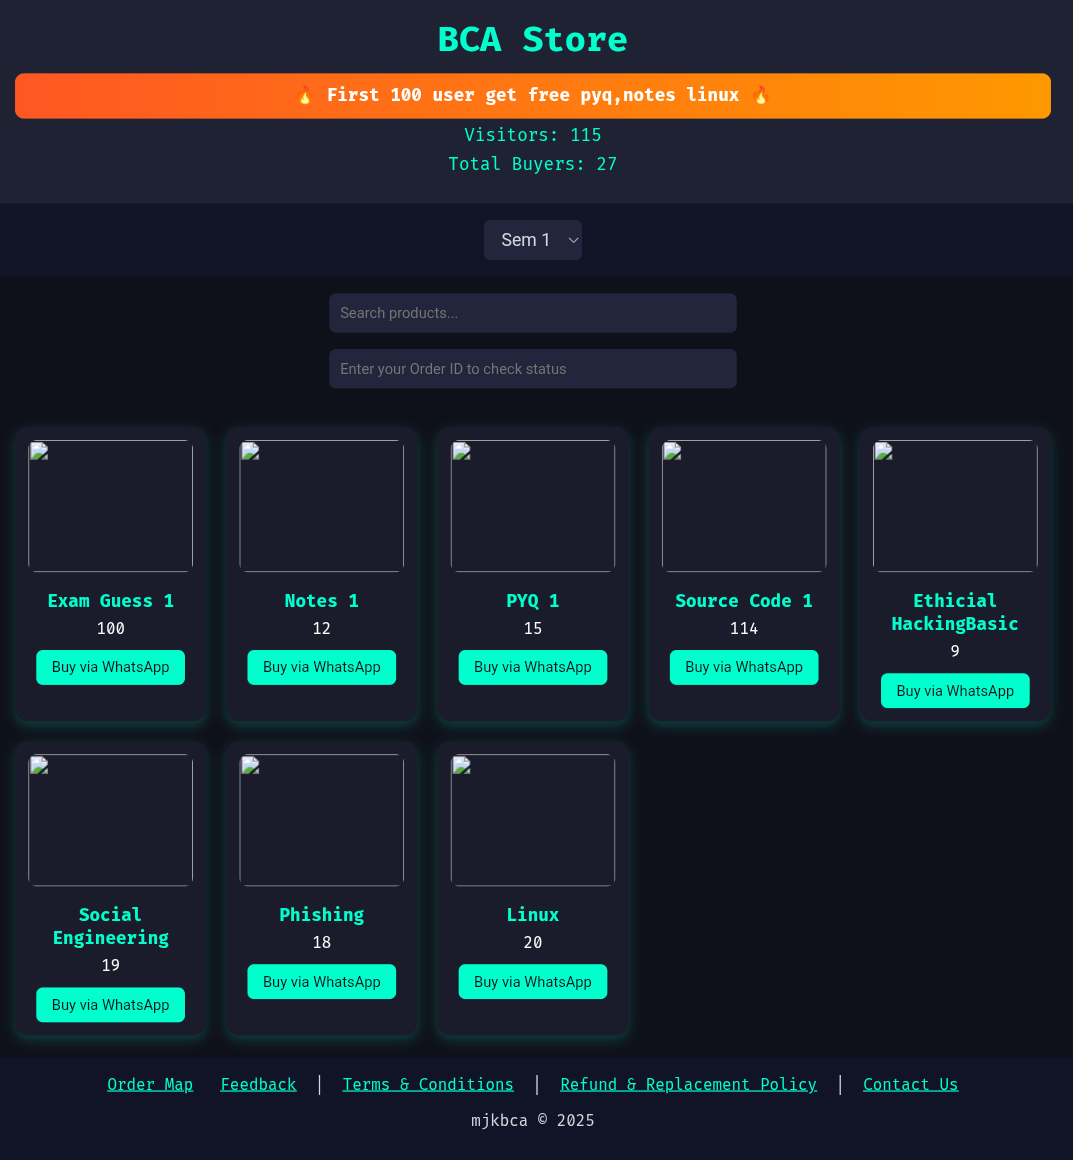 BCA Store
🔥 First 100 user get free pyq,notes linux 🔥
Visitors: 115
Total Buyers: 27
Sem 1
Search products...
Enter your Order ID to check status
Exam Guess 1
100
Buy via WhatsApp
Notes 1
12
Buy via WhatsApp
PYQ 1
15
Buy via WhatsApp
Source Code 1
114
Buy via WhatsApp
Ethicial
HackingBasic
9
Buy via WhatsApp
Social
Engineering
19
Buy via WhatsApp
Phishing
18
Buy via WhatsApp
Linux
20
Buy via WhatsApp
Order Map Feedback | Terms & Conditions | Refund & Replacement Policy | Contact Us
mjkbca © 2025